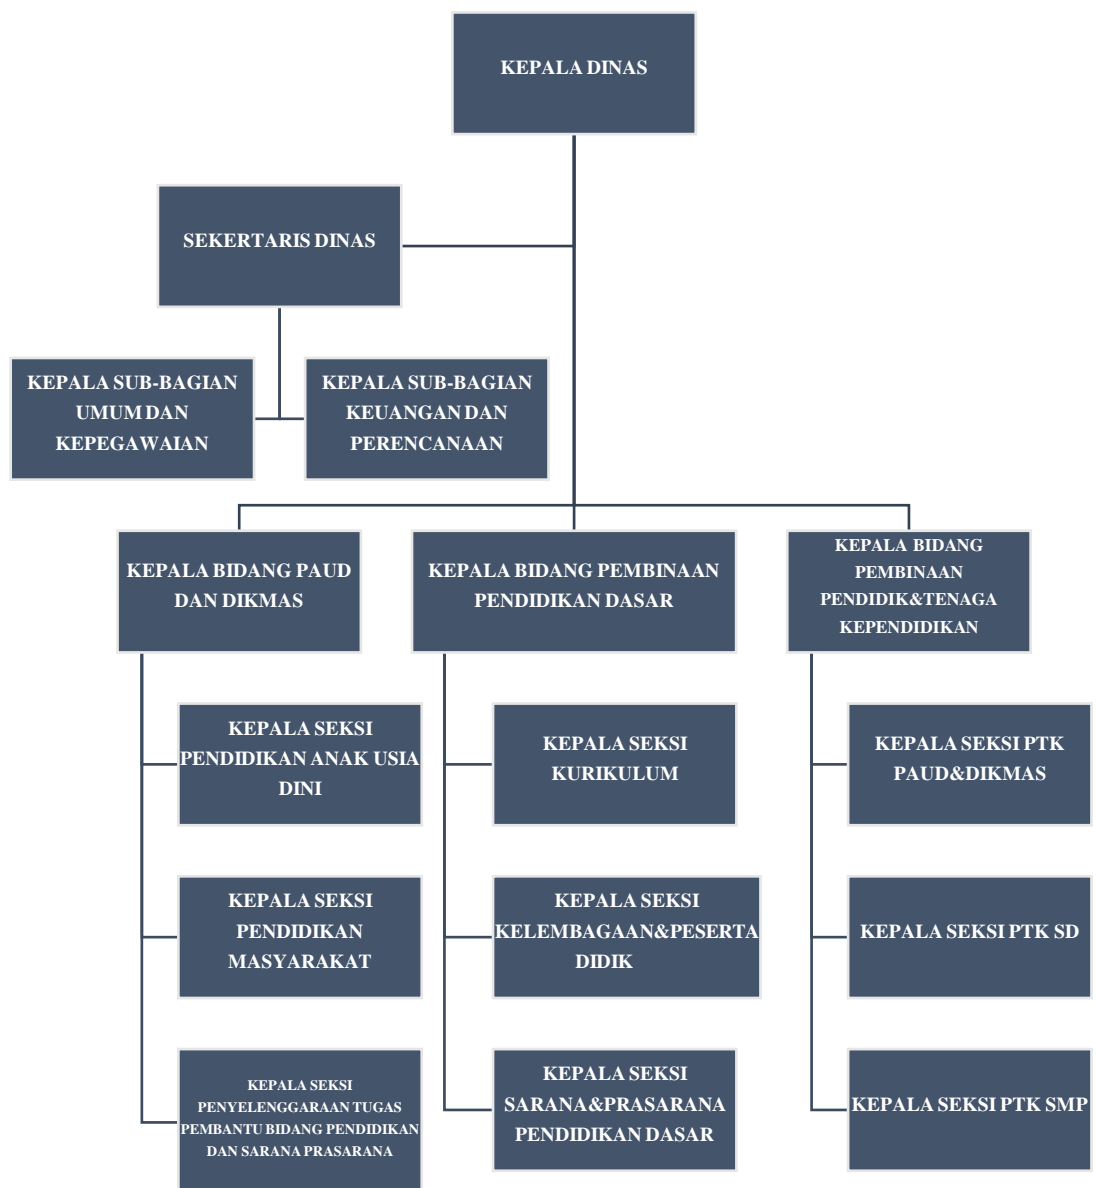 KEPALA DINAS
SEKERTARIS DINAS
KEPALA SUB-BAGIAN
UMUM DAN
KEPEGAWAIAN
KEPALA SUB-BAGIAN
KEUANGAN DAN
PERENCANAAN
KEPALA BIDANG PAUD
DAN DIKMAS
KEPALA BIDANG PEMBINAAN
PENDIDIKAN DASAR
KEPALA BIDANG
PEMBINAAN
PENDIDIK&TENAGA
KEPENDIDIKAN
KEPALA SEKSI
PENDIDIKAN ANAK USIA
DINI
KEPALA SEKSI
KURIKULUM
KEPALA SEKSI PTK
PAUD&DIKMAS
KEPALA SEKSI
PENDIDIKAN
MASYARAKAT
KEPALA SEKSI
KELEMBAGAAN&PESERTA
DIDIK
KEPALA SEKSI PTK SD
KEPALA SEKSI
PENYELENGGARAAN TUGAS
PEMBANTU BIDANG PENDIDIKAN
DAN SARANA PRASARANA
KEPALA SEKSI
SARANA&PRASARANA
PENDIDIKAN DASAR
KEPALA SEKSI PTK SMP